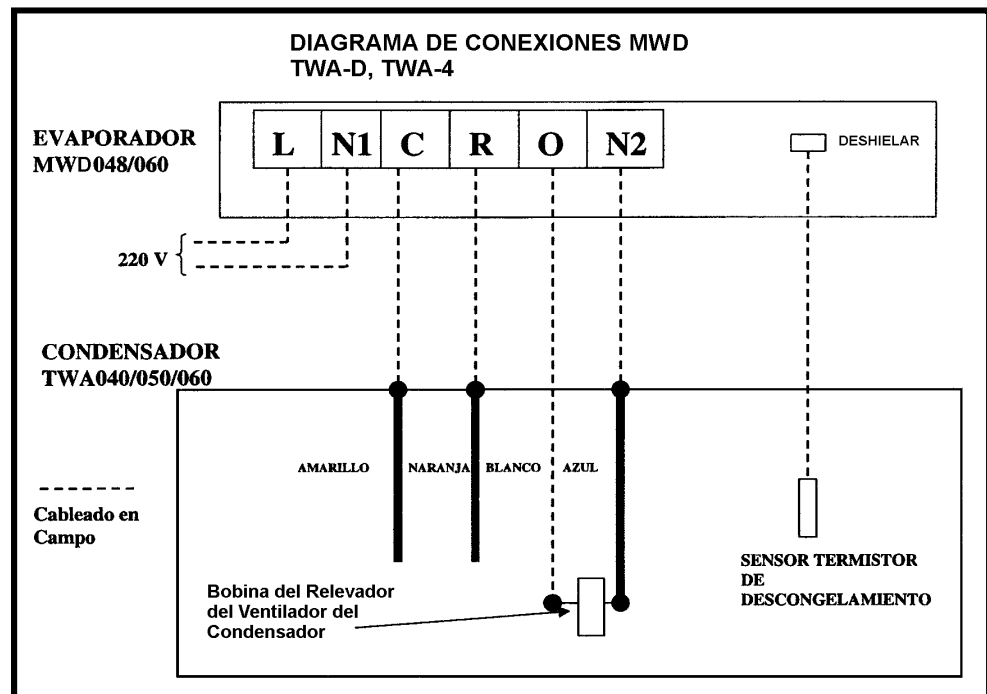 DIAGRAMA DE CONEXIONES MWD
TWA-D, TWA-4
EVAPORADOR
MWD048/060
L N1 C R O N2
DESHIELAR
220 V
CONDENSADOR
TWA040/050/060
AMARILLO NARANJA BLANCO AZUL
Cableado en
Campo
SENSOR TERMISTOR
DE
DESCONGELAMIENTO
Bobina del Relevador
del Ventilador del
Condensador